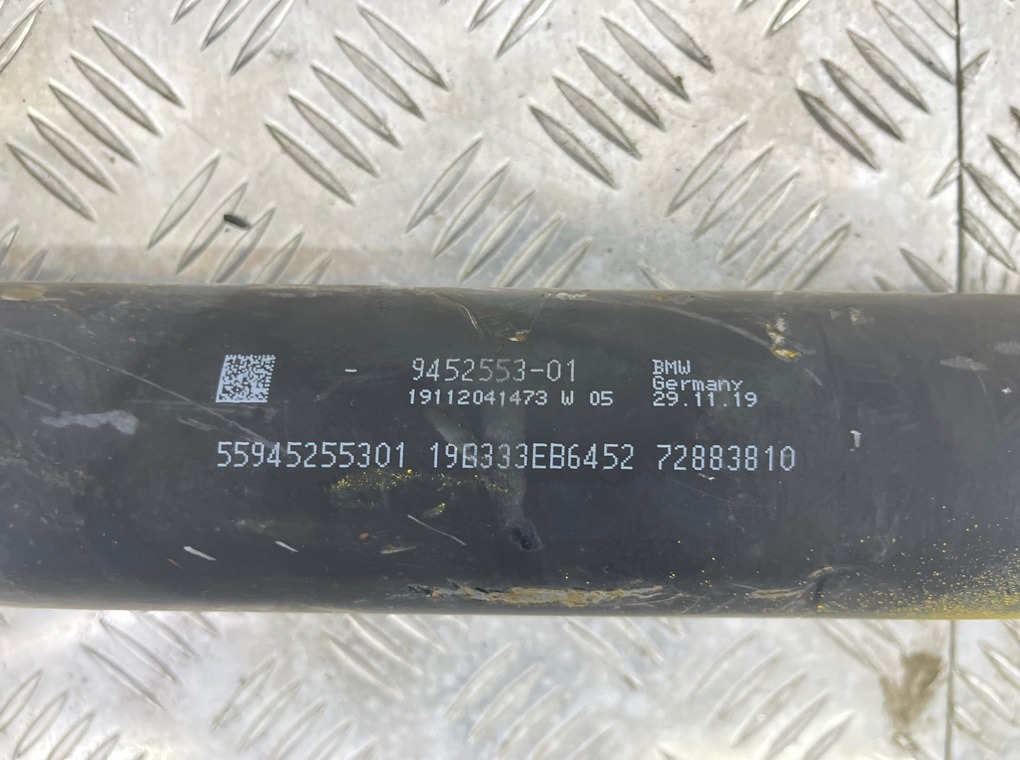 - 9452553-01 BMW
Germany
19112041473 W 05 29.11.19
55945255301 19B333EB6452 72883810